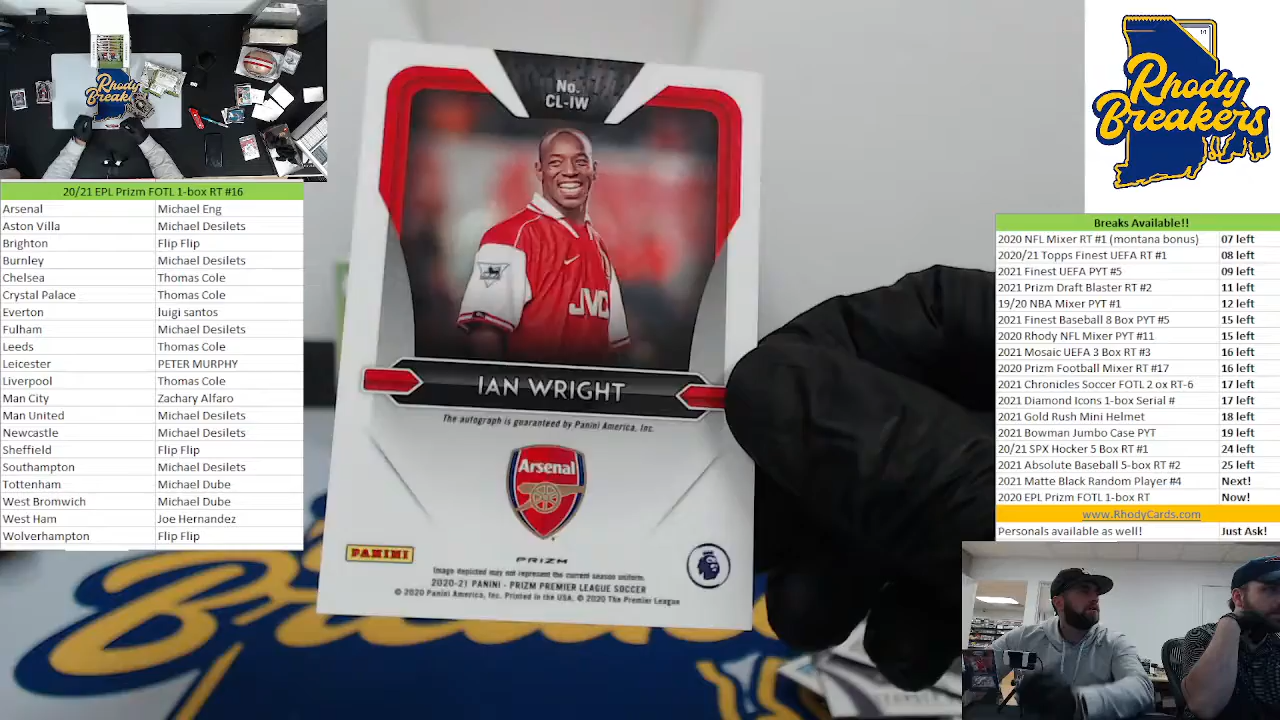 20/21 EPL Prizm FOTL 1-box RT #16
Arsenal Michael Eng
Aston Villa Michael Desilets
Brighton Flip Flip
Burnley Michael Desilets
Chelsea Thomas Cole
Crystal Palace Thomas Cole
Everton luigi santos
Fulham Michael Desilets
Leeds Thomas Cole
Leicester PETER MURPHY
Liverpool Thomas Cole
Man City Zachary Alfaro
Man United Michael Desilets
Newcastle Michael Desilets
Sheffield Flip Flip
Southampton Michael Desilets
Tottenham Michael Dube
West Bromwich Michael Dube
West Ham Joe Hernandez
Wolverhampton Flip Flip
Rhody
Breakers
No.
CL-IW
JVC
IAN WRIGHT
The autograph is guaranteed by Panini America, Inc.
Arsenal
PANINI
PRIZM
Image depicted may not represent the current season uniform.
2020-21 PANINI - PRIZM PREMIER LEAGUE SOCCER
© 2020 Panini America, Inc. Printed in the USA. © 2020 The Premier League
Rhody
Breakers
Breaks Available!!
2020 NFL Mixer RT #1 (montana bonus) 07 left
2020/21 Topps Finest UEFA RT #1 08 left
2021 Finest UEFA PYT #5 09 left
2021 Prizm Draft Blaster RT #2 11 left
19/20 NBA Mixer PYT #1 12 left
2021 Finest Baseball 8 Box PYT #5 15 left
2020 Rhody NFL Mixer PYT #11 15 left
2021 Mosaic UEFA 3 Box RT #3 16 left
2020 Prizm Football Mixer RT #17 16 left
2021 Chronicles Soccer FOTL 2 ox RT-6 17 left
2021 Diamond Icons 1-box Serial # 17 left
2021 Gold Rush Mini Helmet 18 left
2021 Bowman Jumbo Case PYT 19 left
20/21 SPX Hocker 5 Box RT #1 24 left
2021 Absolute Baseball 5-box RT #2 25 left
2021 Matte Black Random Player #4 Next!
2020 EPL Prizm FOTL 1-box RT Now!
www.RhodyCards.com
Personals available as well! Just Ask!